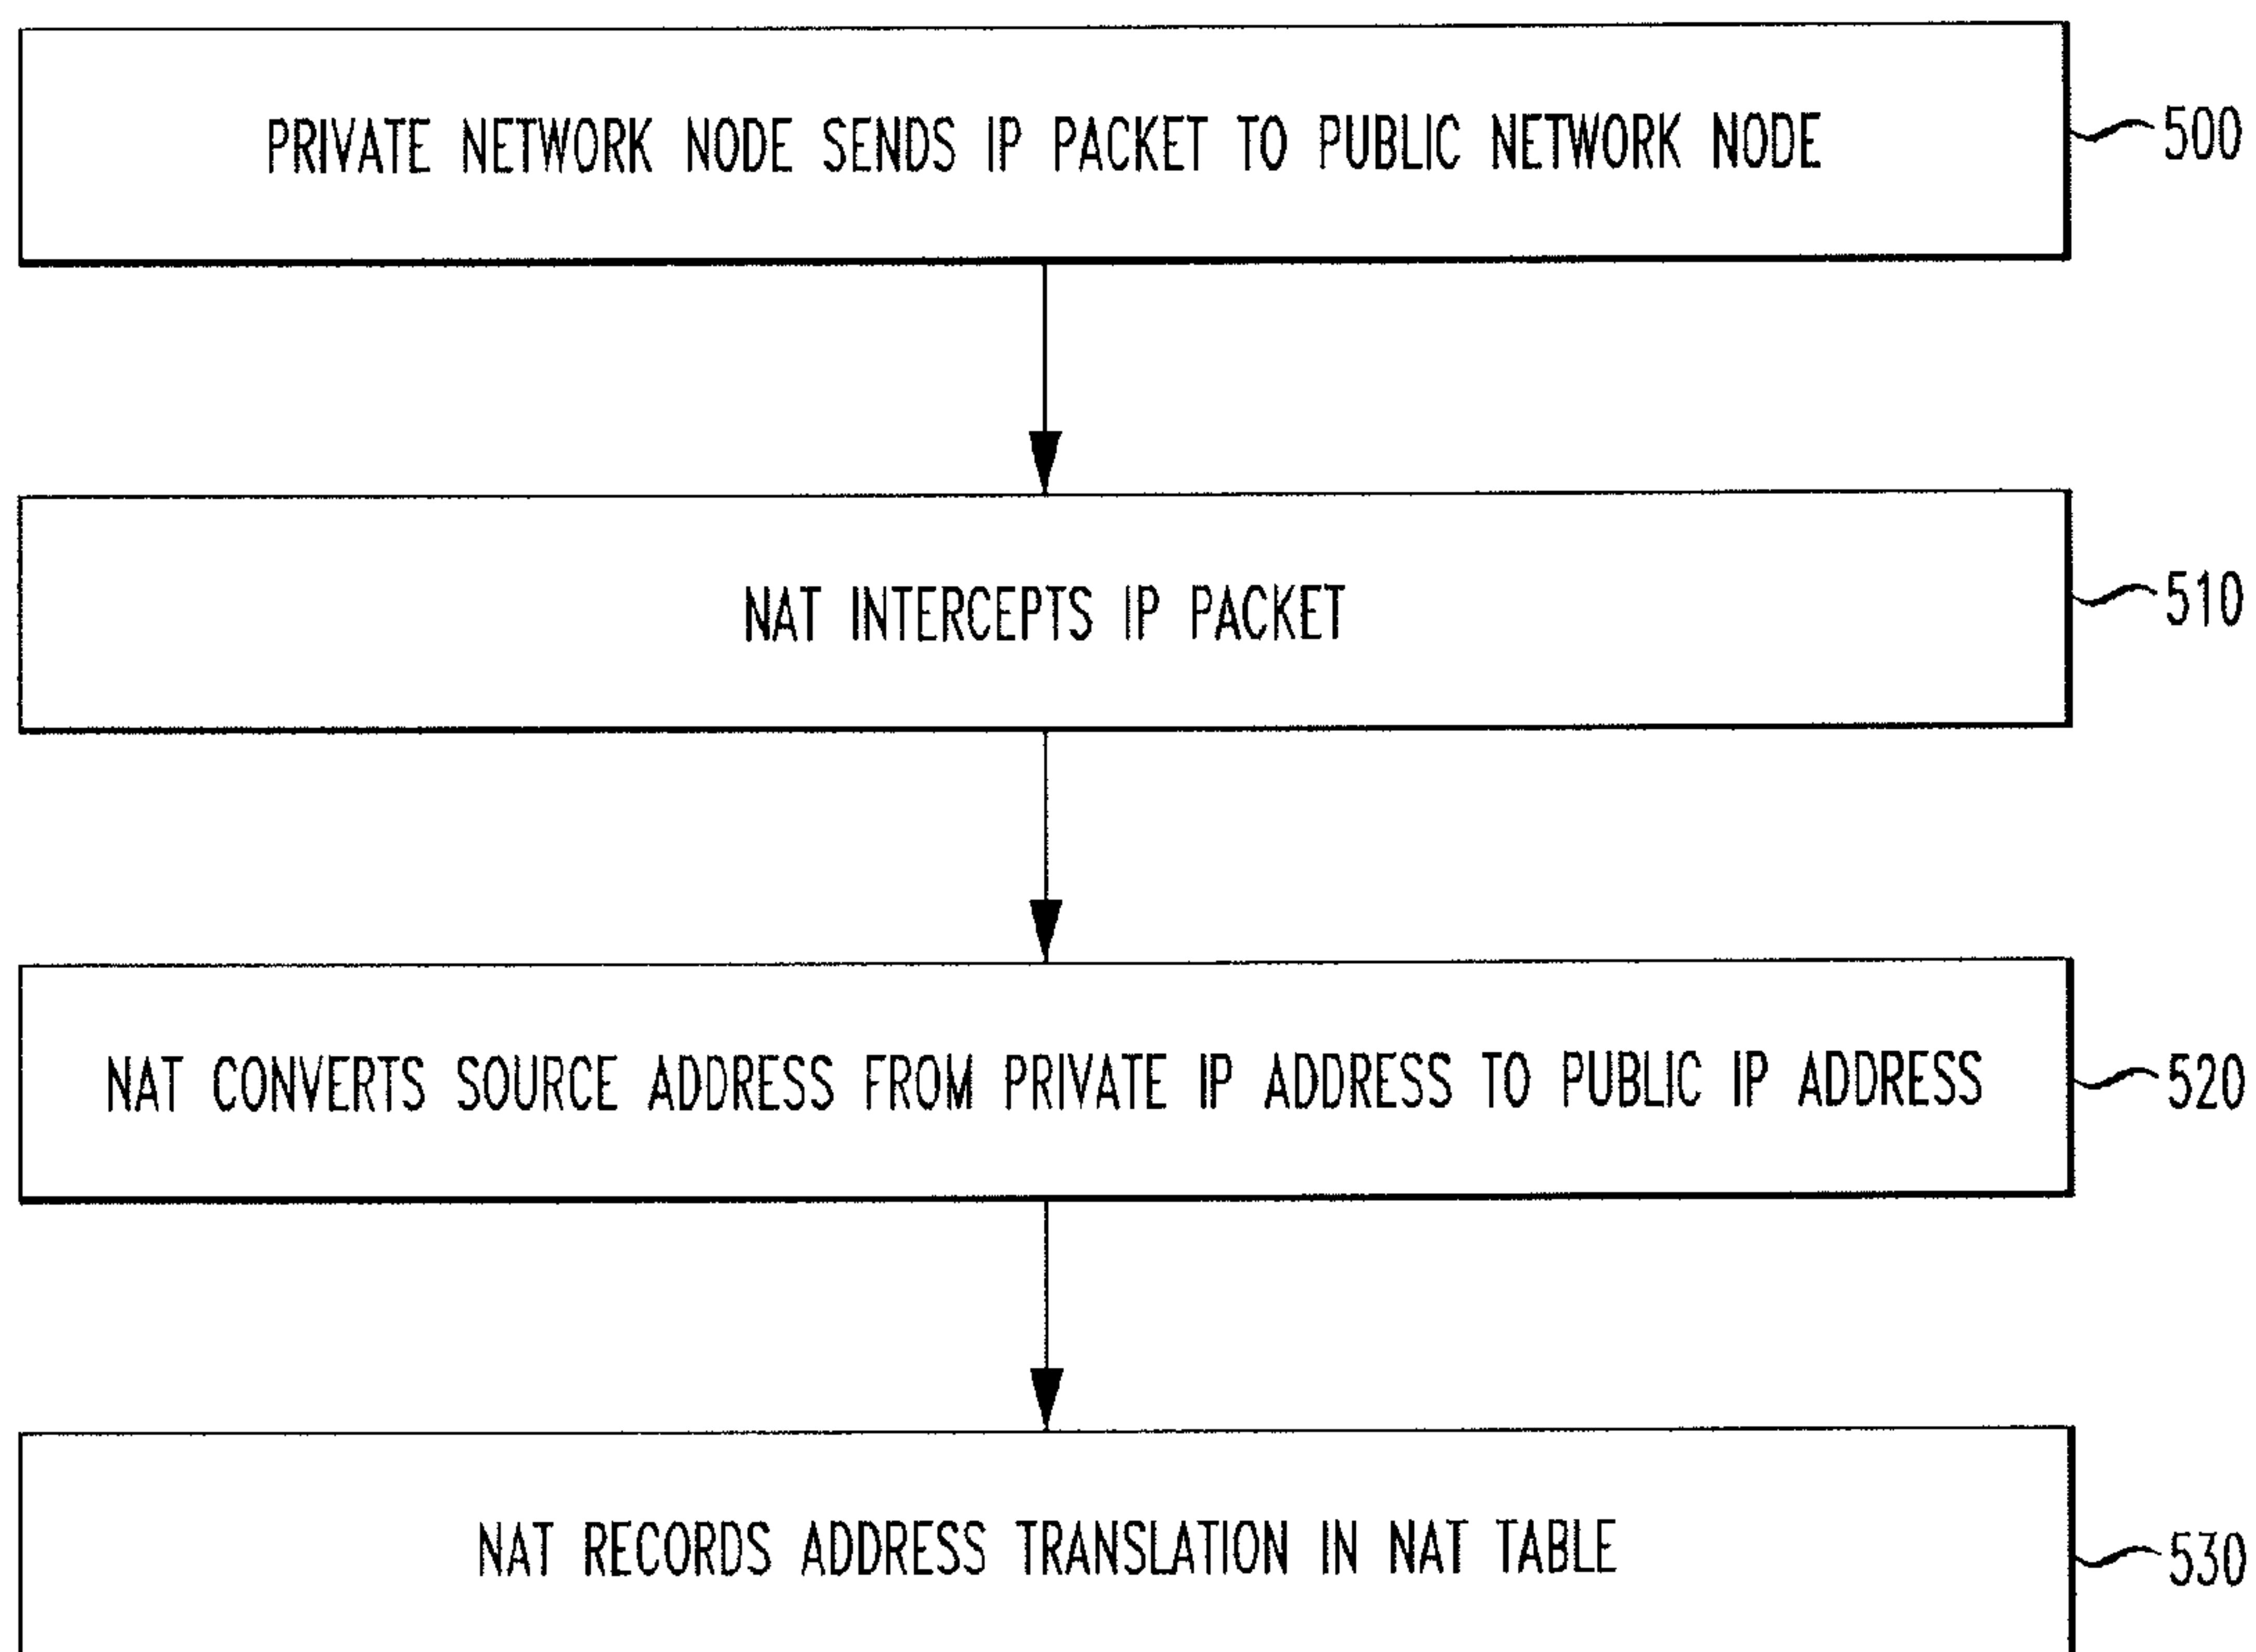 PRIVATE NETWORK NODE SENDS IP PACKET TO PUBLIC NETWORK NODE
500
NAT INTERCEPTS IP PACKET
510
NAT CONVERTS SOURCE ADDRESS FROM PRIVATE IP ADDRESS TO PUBLIC IP ADDRESS
520
NAT RECORDS ADDRESS TRANSLATION IN NAT TABLE
530